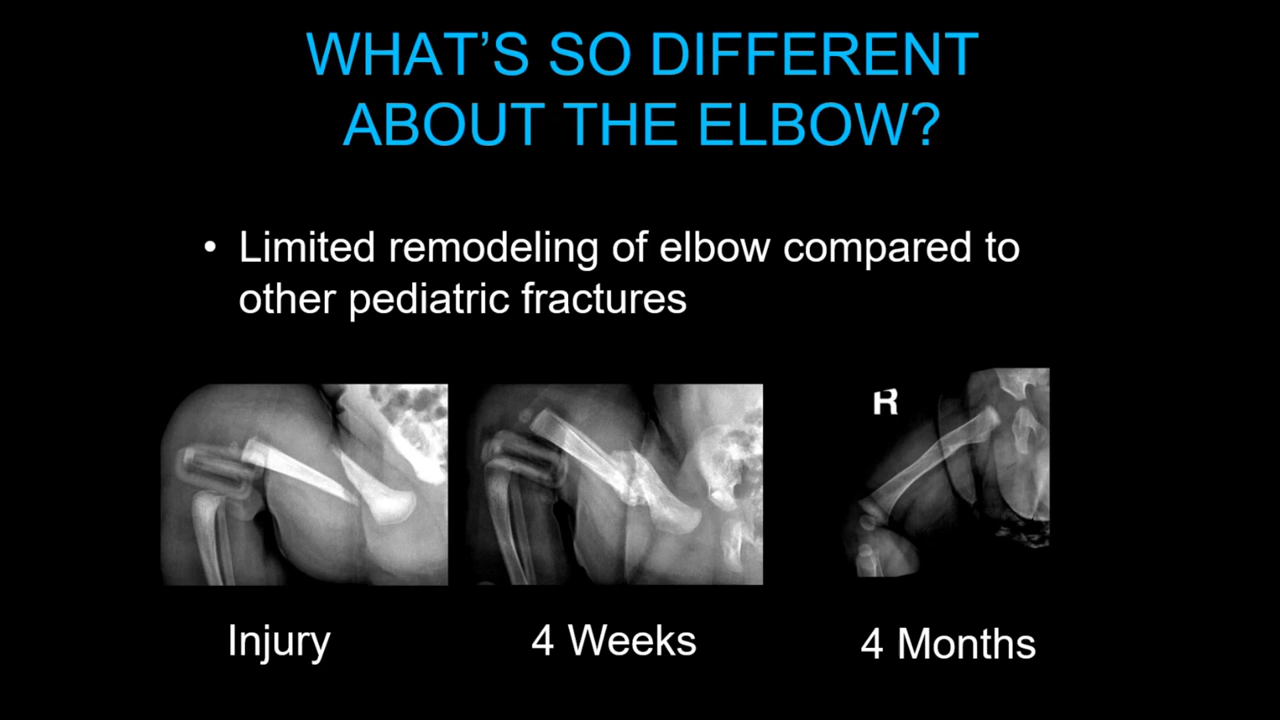 WHAT’S SO DIFFERENT
ABOUT THE ELBOW?
• Limited remodeling of elbow compared to
other pediatric fractures
R
Injury
4 Weeks
4 Months